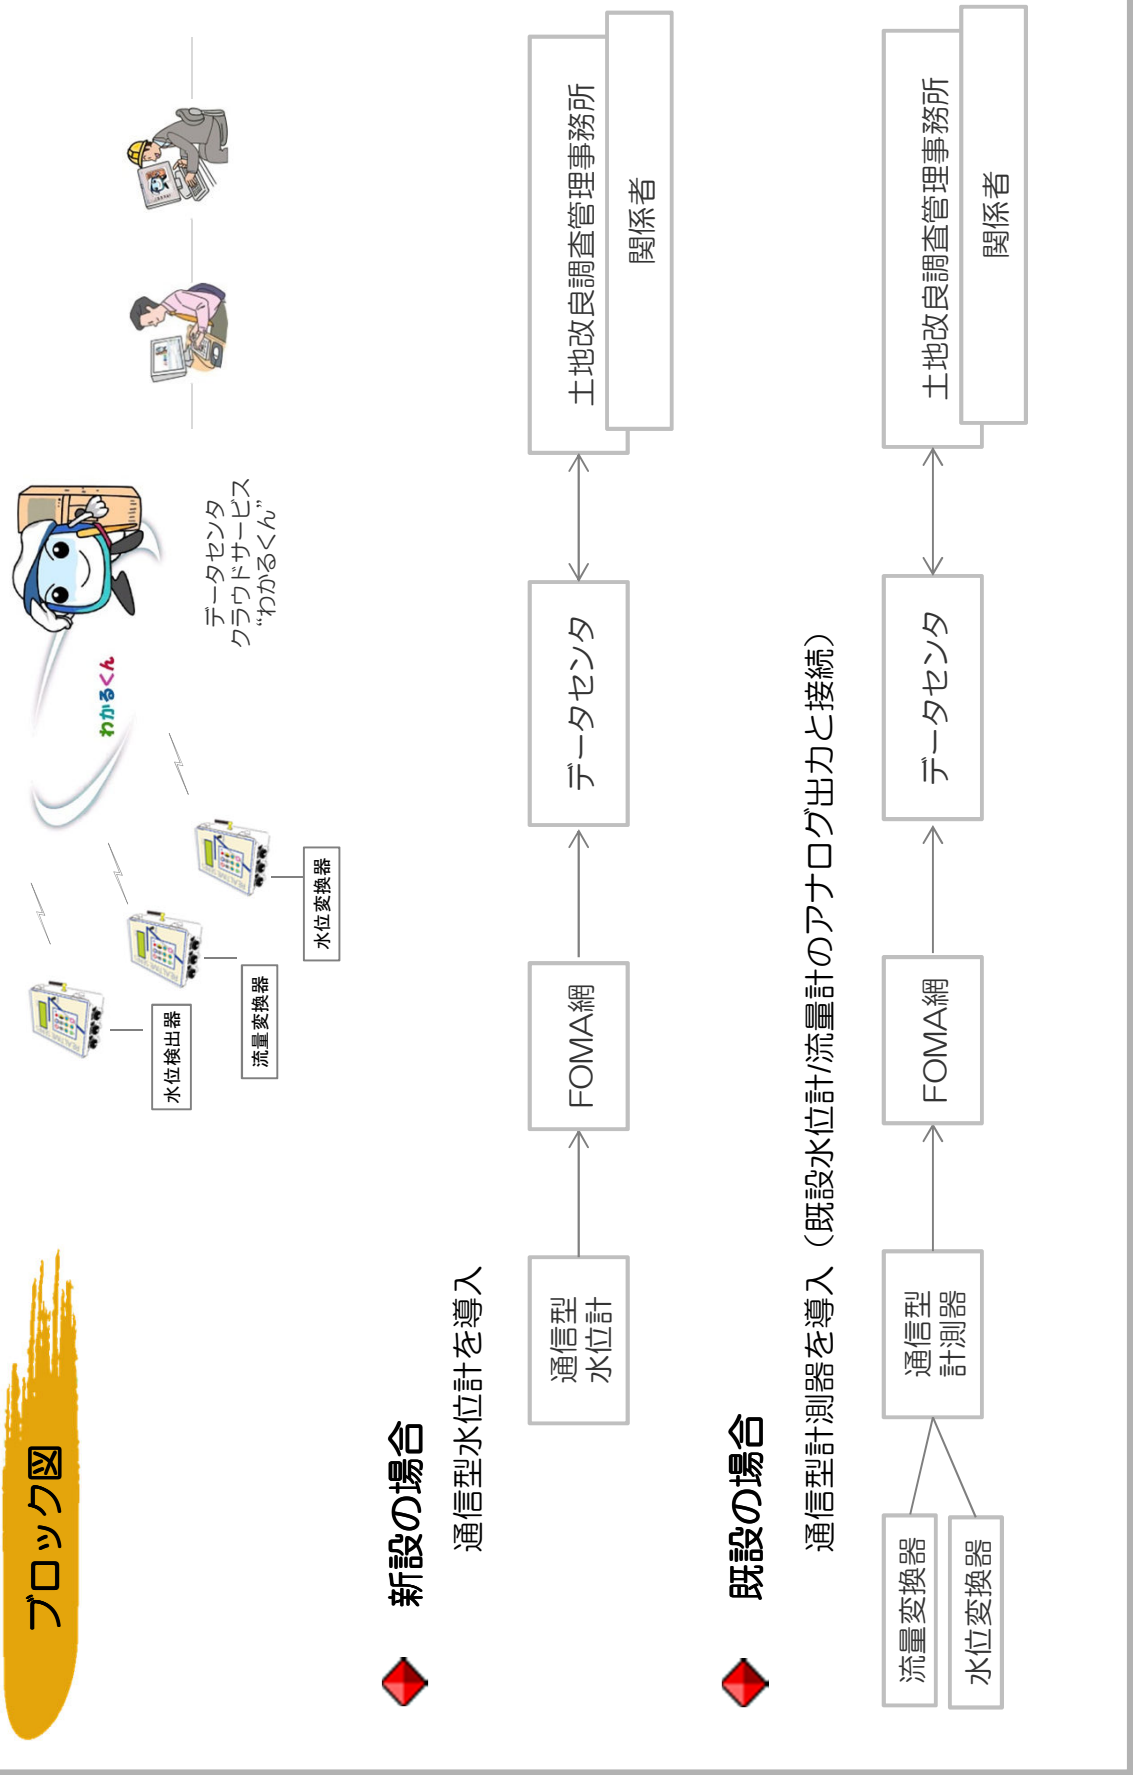 ブロック図
わかるくん
データセンタ
クラウドサービス
“わかるくん”
水位検出器
流量変換器
水位変換器
新設の場合
通信型水位計を導入
通信型
水位計
FOMA網
データセンタ
土地改良調査管理事務所
関係者
既設の場合
通信型計測器を導入（既設水位計/流量計のアナログ出力と接続）
流量変換器
水位変換器
通信型
計測器
FOMA網
データセンタ
土地改良調査管理事務所
関係者